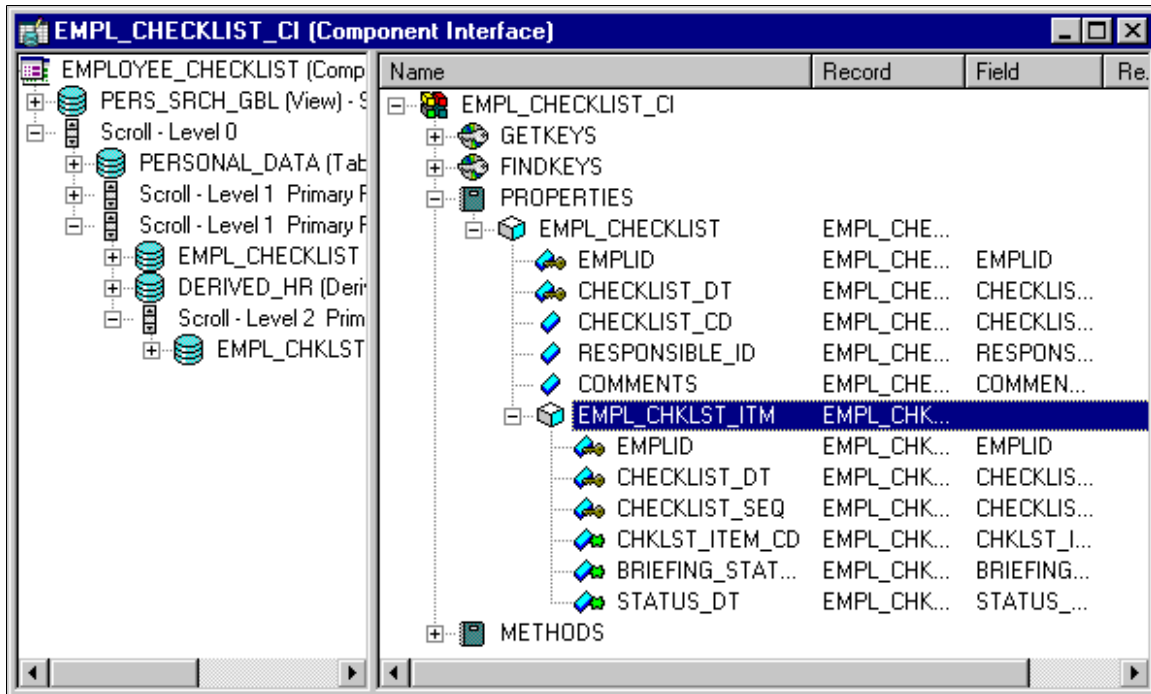 EMPL_CHECKLIST_CI (Component Interface)
EMPLOYEE_CHECKLIST (Comp
PERS_SRCH_GBL (View) - S
Scroll - Level 0
PERSONAL_DATA (Tab
Scroll - Level 1 Primary F
Scroll - Level 1 Primary F
EMPL_CHECKLIST
DERIVED_HR (Deri
Scroll - Level 2 Prim
EMPL_CHKLST
Name Record Field Re.
EMPL_CHECKLIST_CI
GETKEYS
FINDKEYS
PROPERTIES
EMPL_CHECKLIST EMPL_CHE...
EMPLID EMPL_CHE... EMPLID
CHECKLIST_DT EMPL_CHE... CHECKLIS...
CHECKLIST_CD EMPL_CHE... CHECKLIS...
RESPONSIBLE_ID EMPL_CHE... RESPONS...
COMMENTS EMPL_CHE... COMMEN...
EMPL_CHKLST_ITM EMPL_CHK...
EMPLID EMPL_CHK... EMPLID
CHECKLIST_DT EMPL_CHK... CHECKLIS...
CHECKLIST_SEQ EMPL_CHK... CHECKLIS...
CHKLST_ITEM_CD EMPL_CHK... CHKLST_I...
BRIEFING_STAT... EMPL_CHK... BRIEFING...
STATUS_DT EMPL_CHK... STATUS_...
METHODS